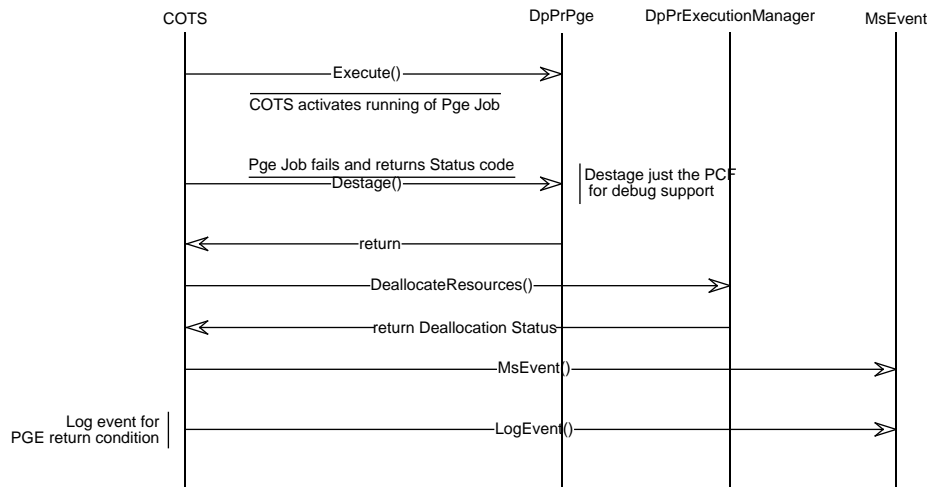 COTS
DpPrPge
DpPrExecutionManager
MsEvent
Execute()
COTS activates running of Pge Job
Pge Job fails and returns Status code
Destage()
Destage just the PCF
for debug support
return
DeallocateResources()
return Deallocation Status
MsEvent()
Log event for
PGE return condition
LogEvent()